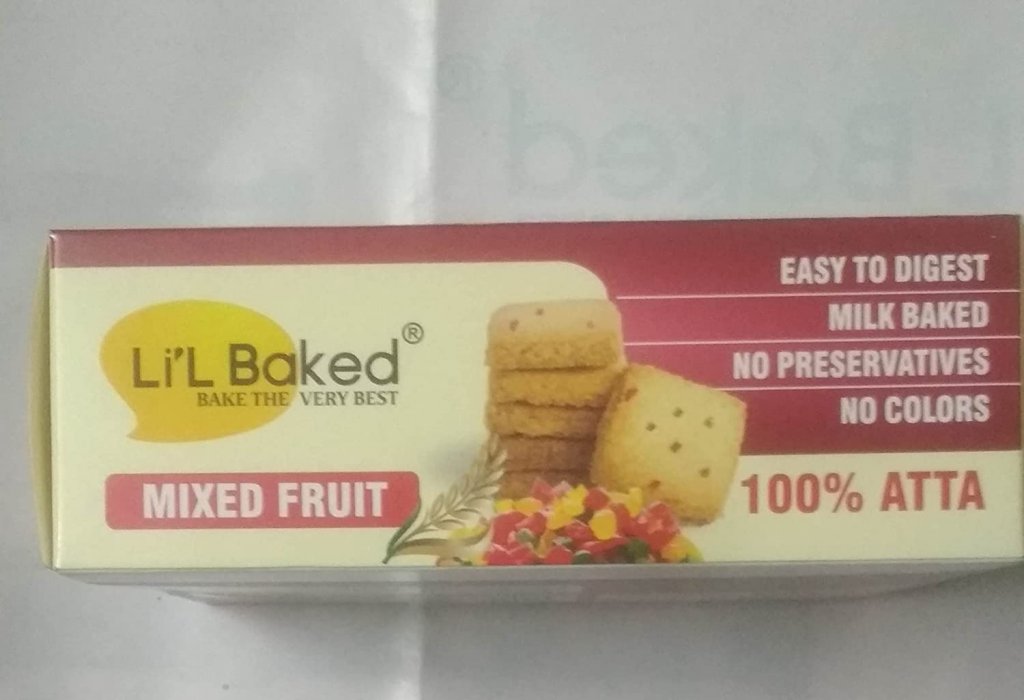 Li'L Baked®
BAKE THE VERY BEST
MIXED FRUIT
EASY TO DIGEST
MILK BAKED
NO PRESERVATIVES
NO COLORS
100% ATTA